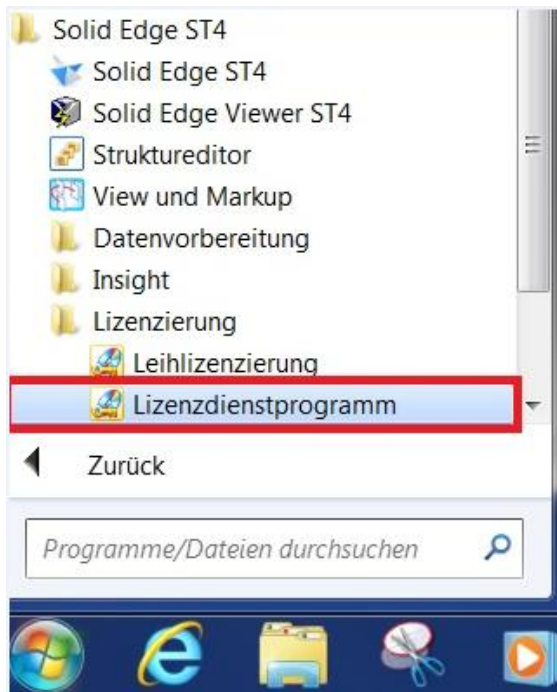 Solid Edge ST4
Solid Edge ST4
Solid Edge Viewer ST4
Struktureditor
View und Markup
Datenvorbereitung
Insight
Lizenzierung
Leihlizenzierung
Lizenzdienstprogramm
Zurück
Programme/Dateien durchsuchen